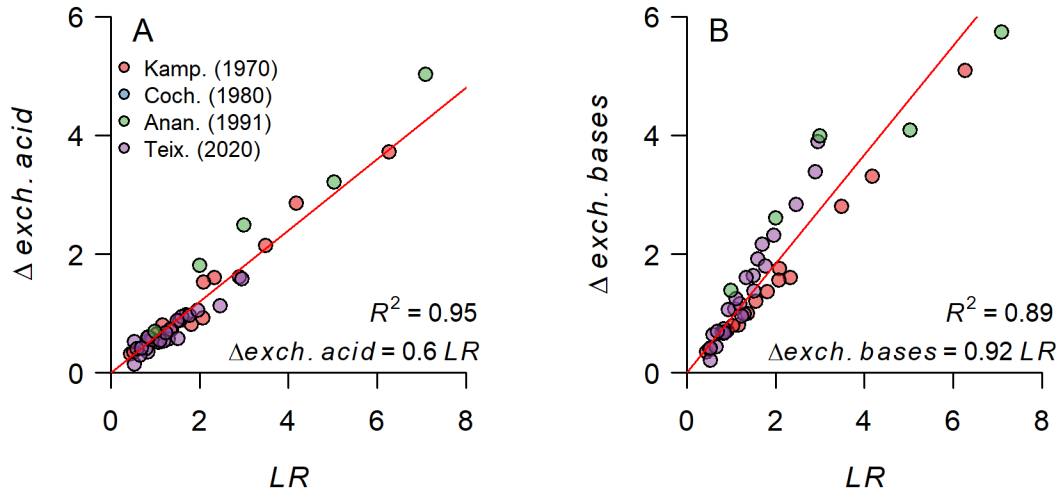 A
Kamp. (1970)
Coch. (1980)
Anan. (1991)
Teix. (2020)
Δ exch. acid
6
4
2
0
R² = 0.95
Δexch. acid = 0.6 LR
0 2 4 6 8
LR
B
Δ exch. bases
6
4
2
0
R² = 0.89
Δexch. bases = 0.92 LR
0 2 4 6 8
LR